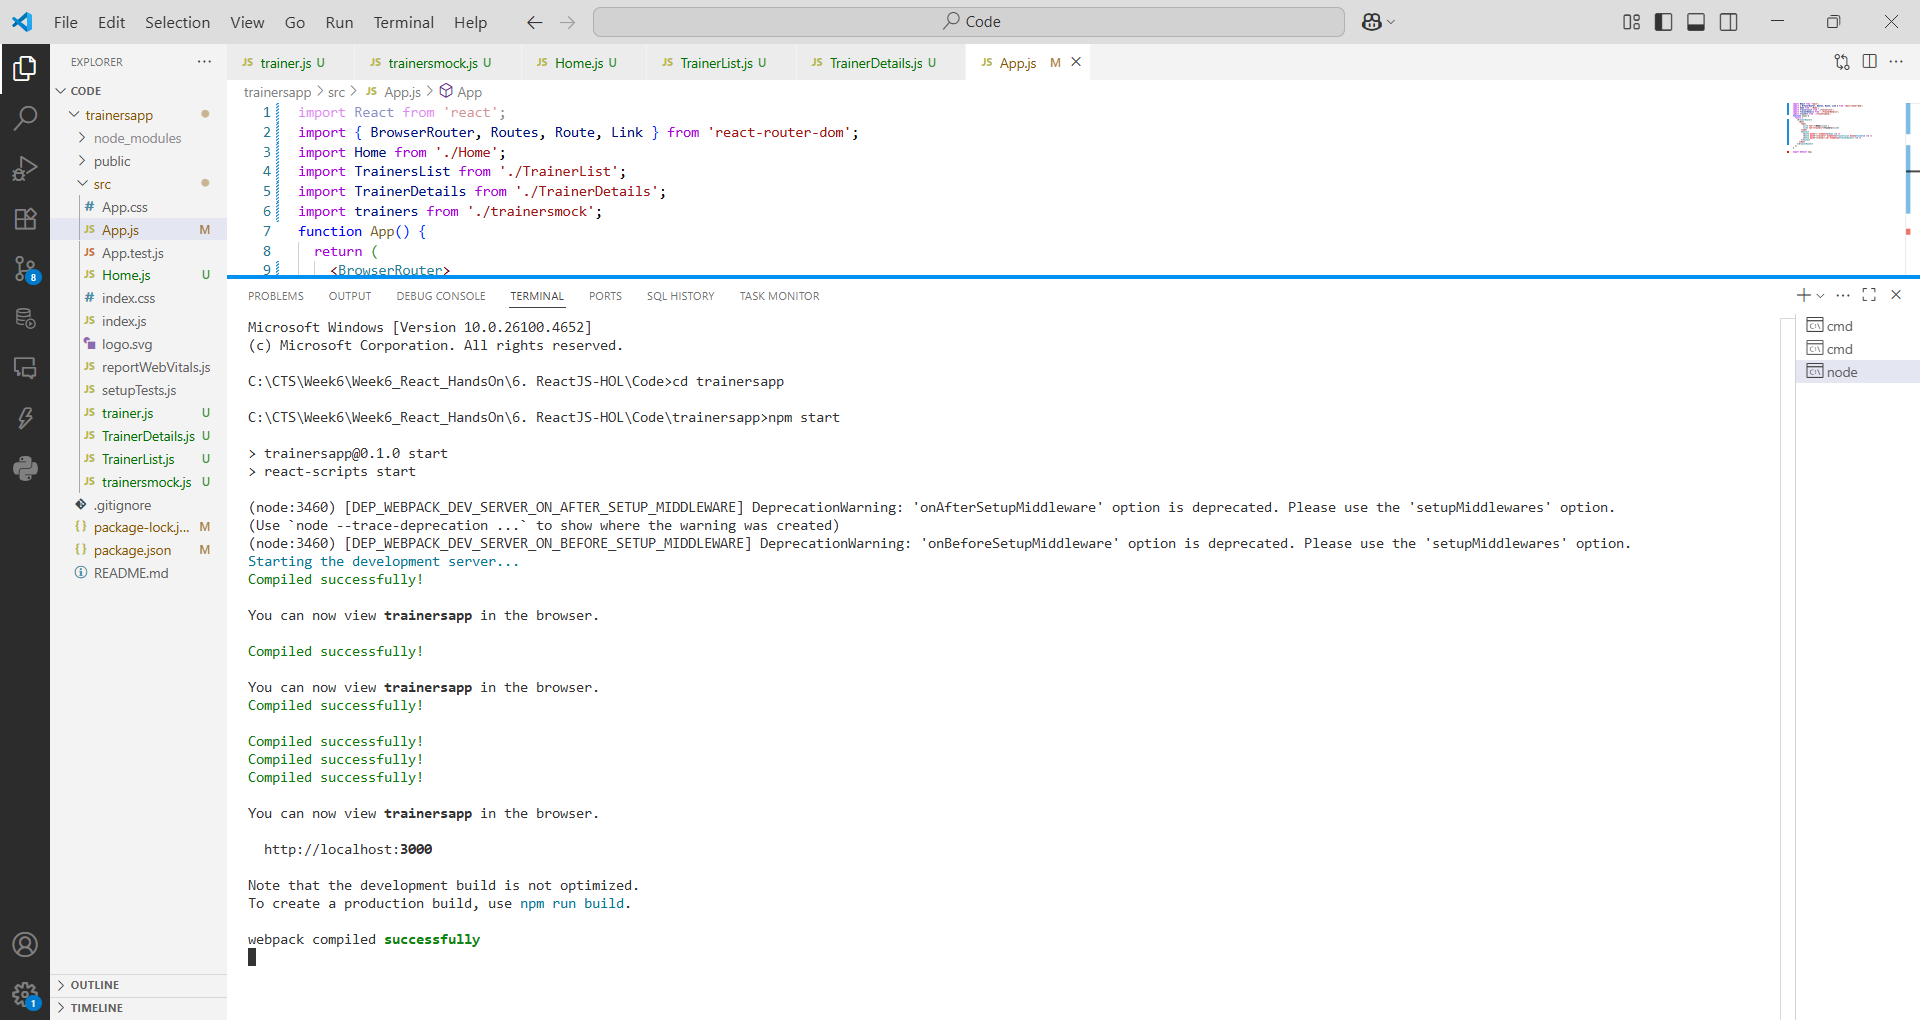 File Edit Selection View Go Run Terminal Help
Code
EXPLORER
CODE
trainersapp
node_modules
public
src
App.css
App.js M
App.test.js
Home.js U
index.css
index.js
logo.svg
reportWebVitals.js
setupTests.js
trainer.js U
TrainerDetails.js U
TrainerList.js U
trainersmock.js U
.gitignore
package-lock.j... M
package.json M
README.md
OUTLINE
TIMELINE
8
1
JS trainer.js U JS trainersmock.js U JS Home.js U JS TrainerList.js U JS TrainerDetails.js U JS App.js M
trainersapp > src > JS App.js > App
1 import React from 'react';
2 import { BrowserRouter, Routes, Route, Link } from 'react-router-dom';
3 import Home from './Home';
4 import TrainersList from './TrainerList';
5 import TrainerDetails from './TrainerDetails';
6 import trainers from './trainersmock';
7 function App() {
8 return (
9 <BrowserRouter>
PROBLEMS OUTPUT DEBUG CONSOLE TERMINAL PORTS SQL HISTORY TASK MONITOR
cmd
cmd
node
Microsoft Windows [Version 10.0.26100.4652]
(c) Microsoft Corporation. All rights reserved.
C:\CTS\Week6\Week6_React_HandsOn\6. ReactJS-HOL\Code>cd trainersapp
C:\CTS\Week6\Week6_React_HandsOn\6. ReactJS-HOL\Code\trainersapp>npm start
> trainersapp@0.1.0 start
> react-scripts start
(node:3460) [DEP_WEBPACK_DEV_SERVER_ON_AFTER_SETUP_MIDDLEWARE] DeprecationWarning: 'onAfterSetupMiddleware' option is deprecated. Please use the 'setupMiddlewares' option.
(Use `node --trace-deprecation ...` to show where the warning was created)
(node:3460) [DEP_WEBPACK_DEV_SERVER_ON_BEFORE_SETUP_MIDDLEWARE] DeprecationWarning: 'onBeforeSetupMiddleware' option is deprecated. Please use the 'setupMiddlewares' option.
Starting the development server...
Compiled successfully!
You can now view trainersapp in the browser.
Compiled successfully!
You can now view trainersapp in the browser.
Compiled successfully!
Compiled successfully!
Compiled successfully!
Compiled successfully!
You can now view trainersapp in the browser.
http://localhost:3000
Note that the development build is not optimized.
To create a production build, use npm run build.
webpack compiled successfully